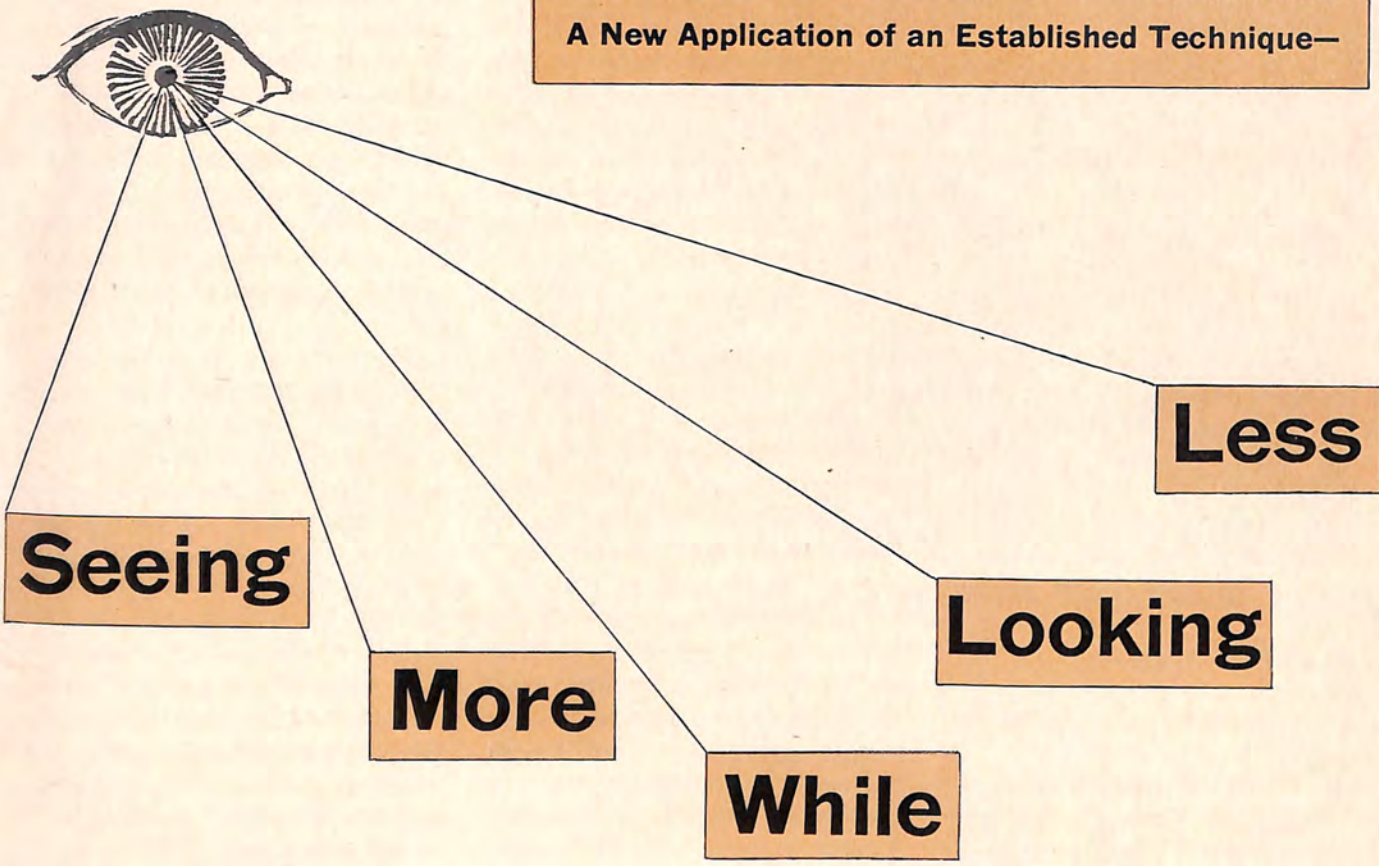 A New Application of an Established Technique—
Seeing
More
While
Looking
Less